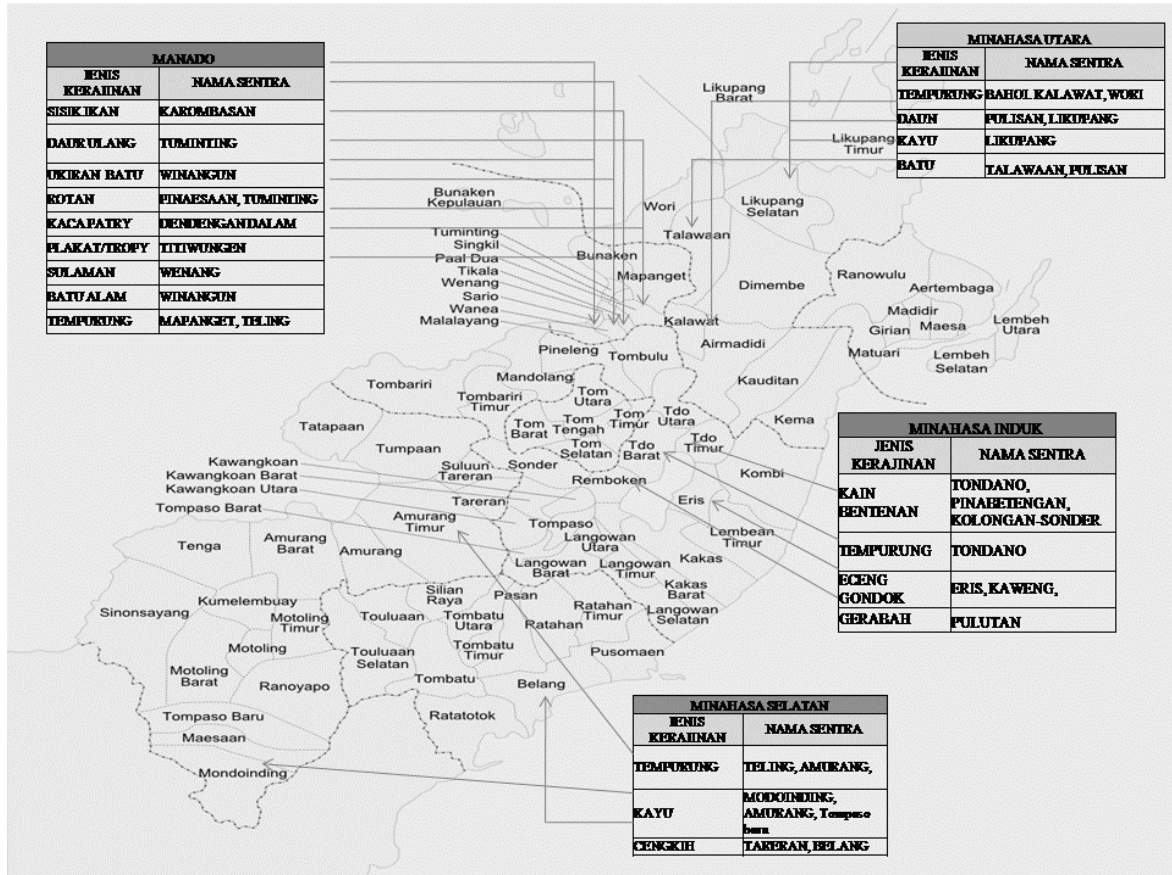 MANADO
JENIS KERAJINAN NAMA SENTRA
SISIK IKAN KAROMBASAN
DAUR ULANG TUMINTING
UKIRAN BATU WINANGUN
ROTAN PINAESAAN, TUMINTING
KACA PATRY DENDENGAN DALAM
PLAKAT/TROPY TITIWUNGEN
SULAMAN WENANG
BATU ALAM WINANGUN
TEMPURUNG MAPANGET, TELING
MINAHASA UTARA
JENIS KERAJINAN NAMA SENTRA
TEMPURUNG BAHOI, KALAWAT, WORI
DAUN PULISAN, LIKUPANG
KAYU LIKUPANG
BATU TALAWAAN, PULISAN
Likupang
Barat
Likupang
Timur
Bunaken
Kepulauan
Wori
Likupang
Selatan
Tuminting
Singkil
Paal Dua
Tikala
Wenang
Sario
Wanea
Malalayang
Talawaan
Bunaken
Mapanget
Dimembe
Ranowulu
Aertembaga
Madidir
Girian
Maesa
Lembeh
Utara
Matuari
Lembeh
Selatan
Kalawat
Airmadidi
Pineleng
Tombulu
Kauditan
Kema
Mandolang
Tombariri
Tombariri
Timur
Tom
Utara
Tom
Barat
Tom
Tengah
Tom
Timur
Tom
Selatan
Tdo
Utara
Tdo
Timur
Tdo
Barat
Tatapaan
Tumpaan
Suluun
Tareran
Sonder
Remboken
Kombi
Eris
Kawangkoan
Kawangkoan Barat
Kawangkoan Utara
Tompaso Barat
Tareran
Amurang
Timur
Tompaso
Langowan
Utara
Lembean
Timur
Tenga
Amurang
Barat
Amurang
Langowan
Barat
Langowan
Timur
Kakas
Kakas
Barat
Langowan
Selatan
MINAHASA INDUK
JENIS
KERAJINAN
NAMA SENTRA
KAIN
BENTENAN
TONDANO,
PINABETENGAN,
KOLONGAN-SONDER
TEMPURUNG TONDANO
ECENG
GONDOK
ERIS, KAWENG,
GERABAH PULUTAN
Sinonsayang
Kumelembuay
Motoling
Timur
Motoling
Motoling
Barat
Ranoyapo
Tompaso Baru
Maesaan
Mondoinding
Touluaan
Silian
Raya
Pasan
Tombatu
Utara
Ratahan
Ratahan
Timur
Touluaan
Selatan
Tombatu
Timur
Tombatu
Pusomaen
Belang
Ratatotok
MINAHASA SELATAN
JENIS
KERAJINAN
NAMA SENTRA
TEMPURUNG TELING, AMURANG,
KAYU
MODOINDING,
AMURANG, Tompaso
baru
CENGKIH TARERAN, BELANG